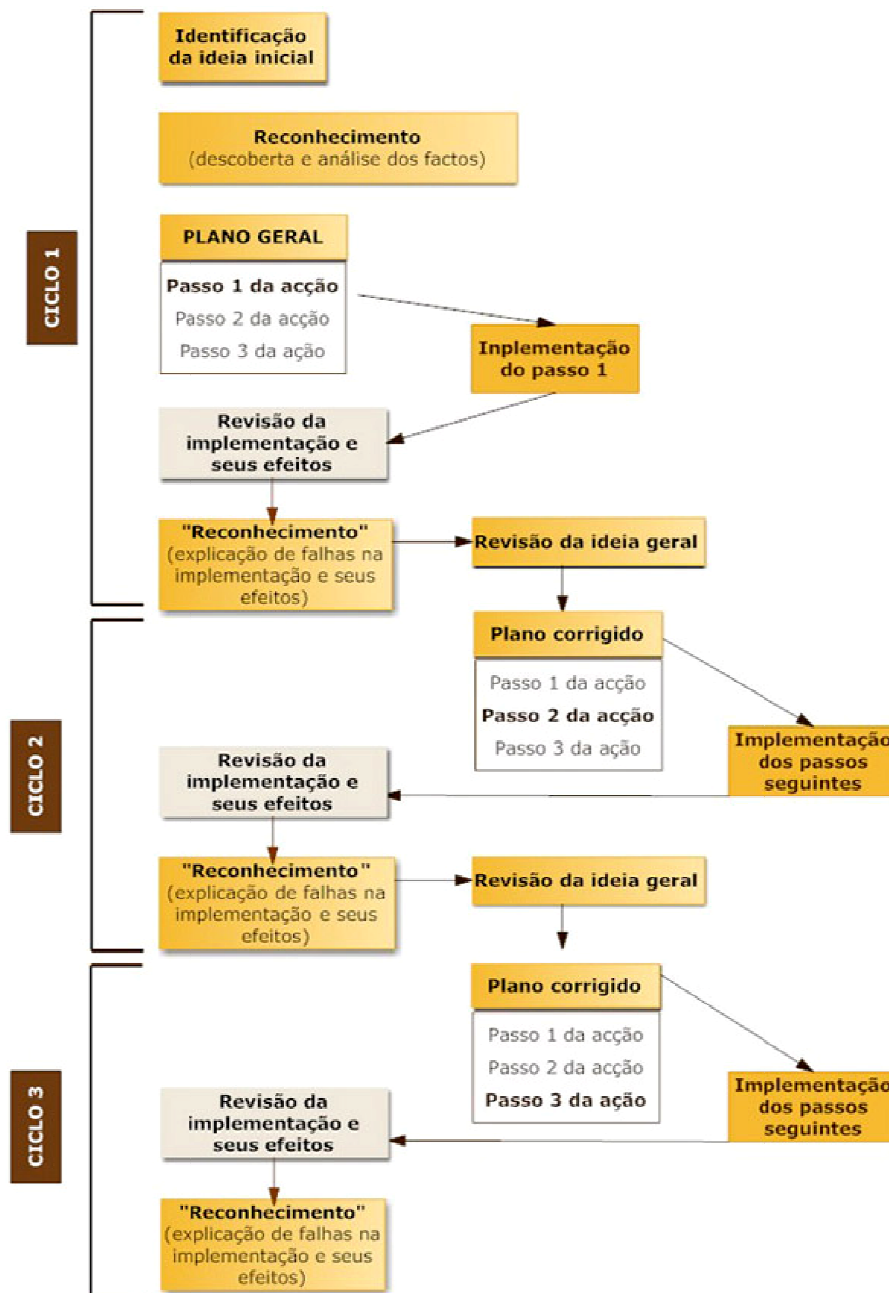 CICLO 1
Identificação
da ideia inicial
Reconhecimento
(descoberta e análise dos factos)
PLANO GERAL
Passo 1 da acção
Passo 2 da acção
Passo 3 da ação
Inplementação
do passo 1
Revisão da
implementação e
seus efeitos
"Reconhecimento"
(explicação de falhas na
implementação e seus
efeitos)
Revisão da ideia geral
CICLO 2
Plano corrigido
Passo 1 da acção
Passo 2 da acção
Passo 3 da ação
Implementação
dos passos
seguintes
Revisão da
implementação e
seus efeitos
"Reconhecimento"
(explicação de falhas na
implementação e seus
efeitos)
Revisão da ideia geral
CICLO 3
Plano corrigido
Passo 1 da acção
Passo 2 da acção
Passo 3 da ação
Implementação
dos passos
seguintes
Revisão da
implementação e
seus efeitos
"Reconhecimento"
(explicação de falhas na
implementação e seus
efeitos)